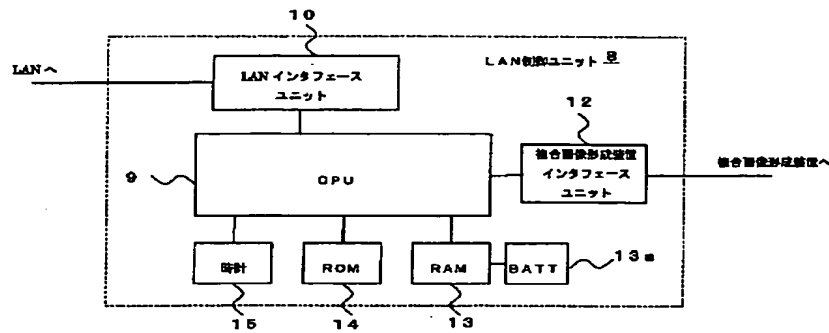 10
LANへ
LAN インタフェース
ユニット
LAN制御ユニット 8
12
9
CPU
複合画像形成装置
インタフェース
ユニット
複合画像形成装置へ
時計
ROM
RAM
BATT
13a
15
14
13